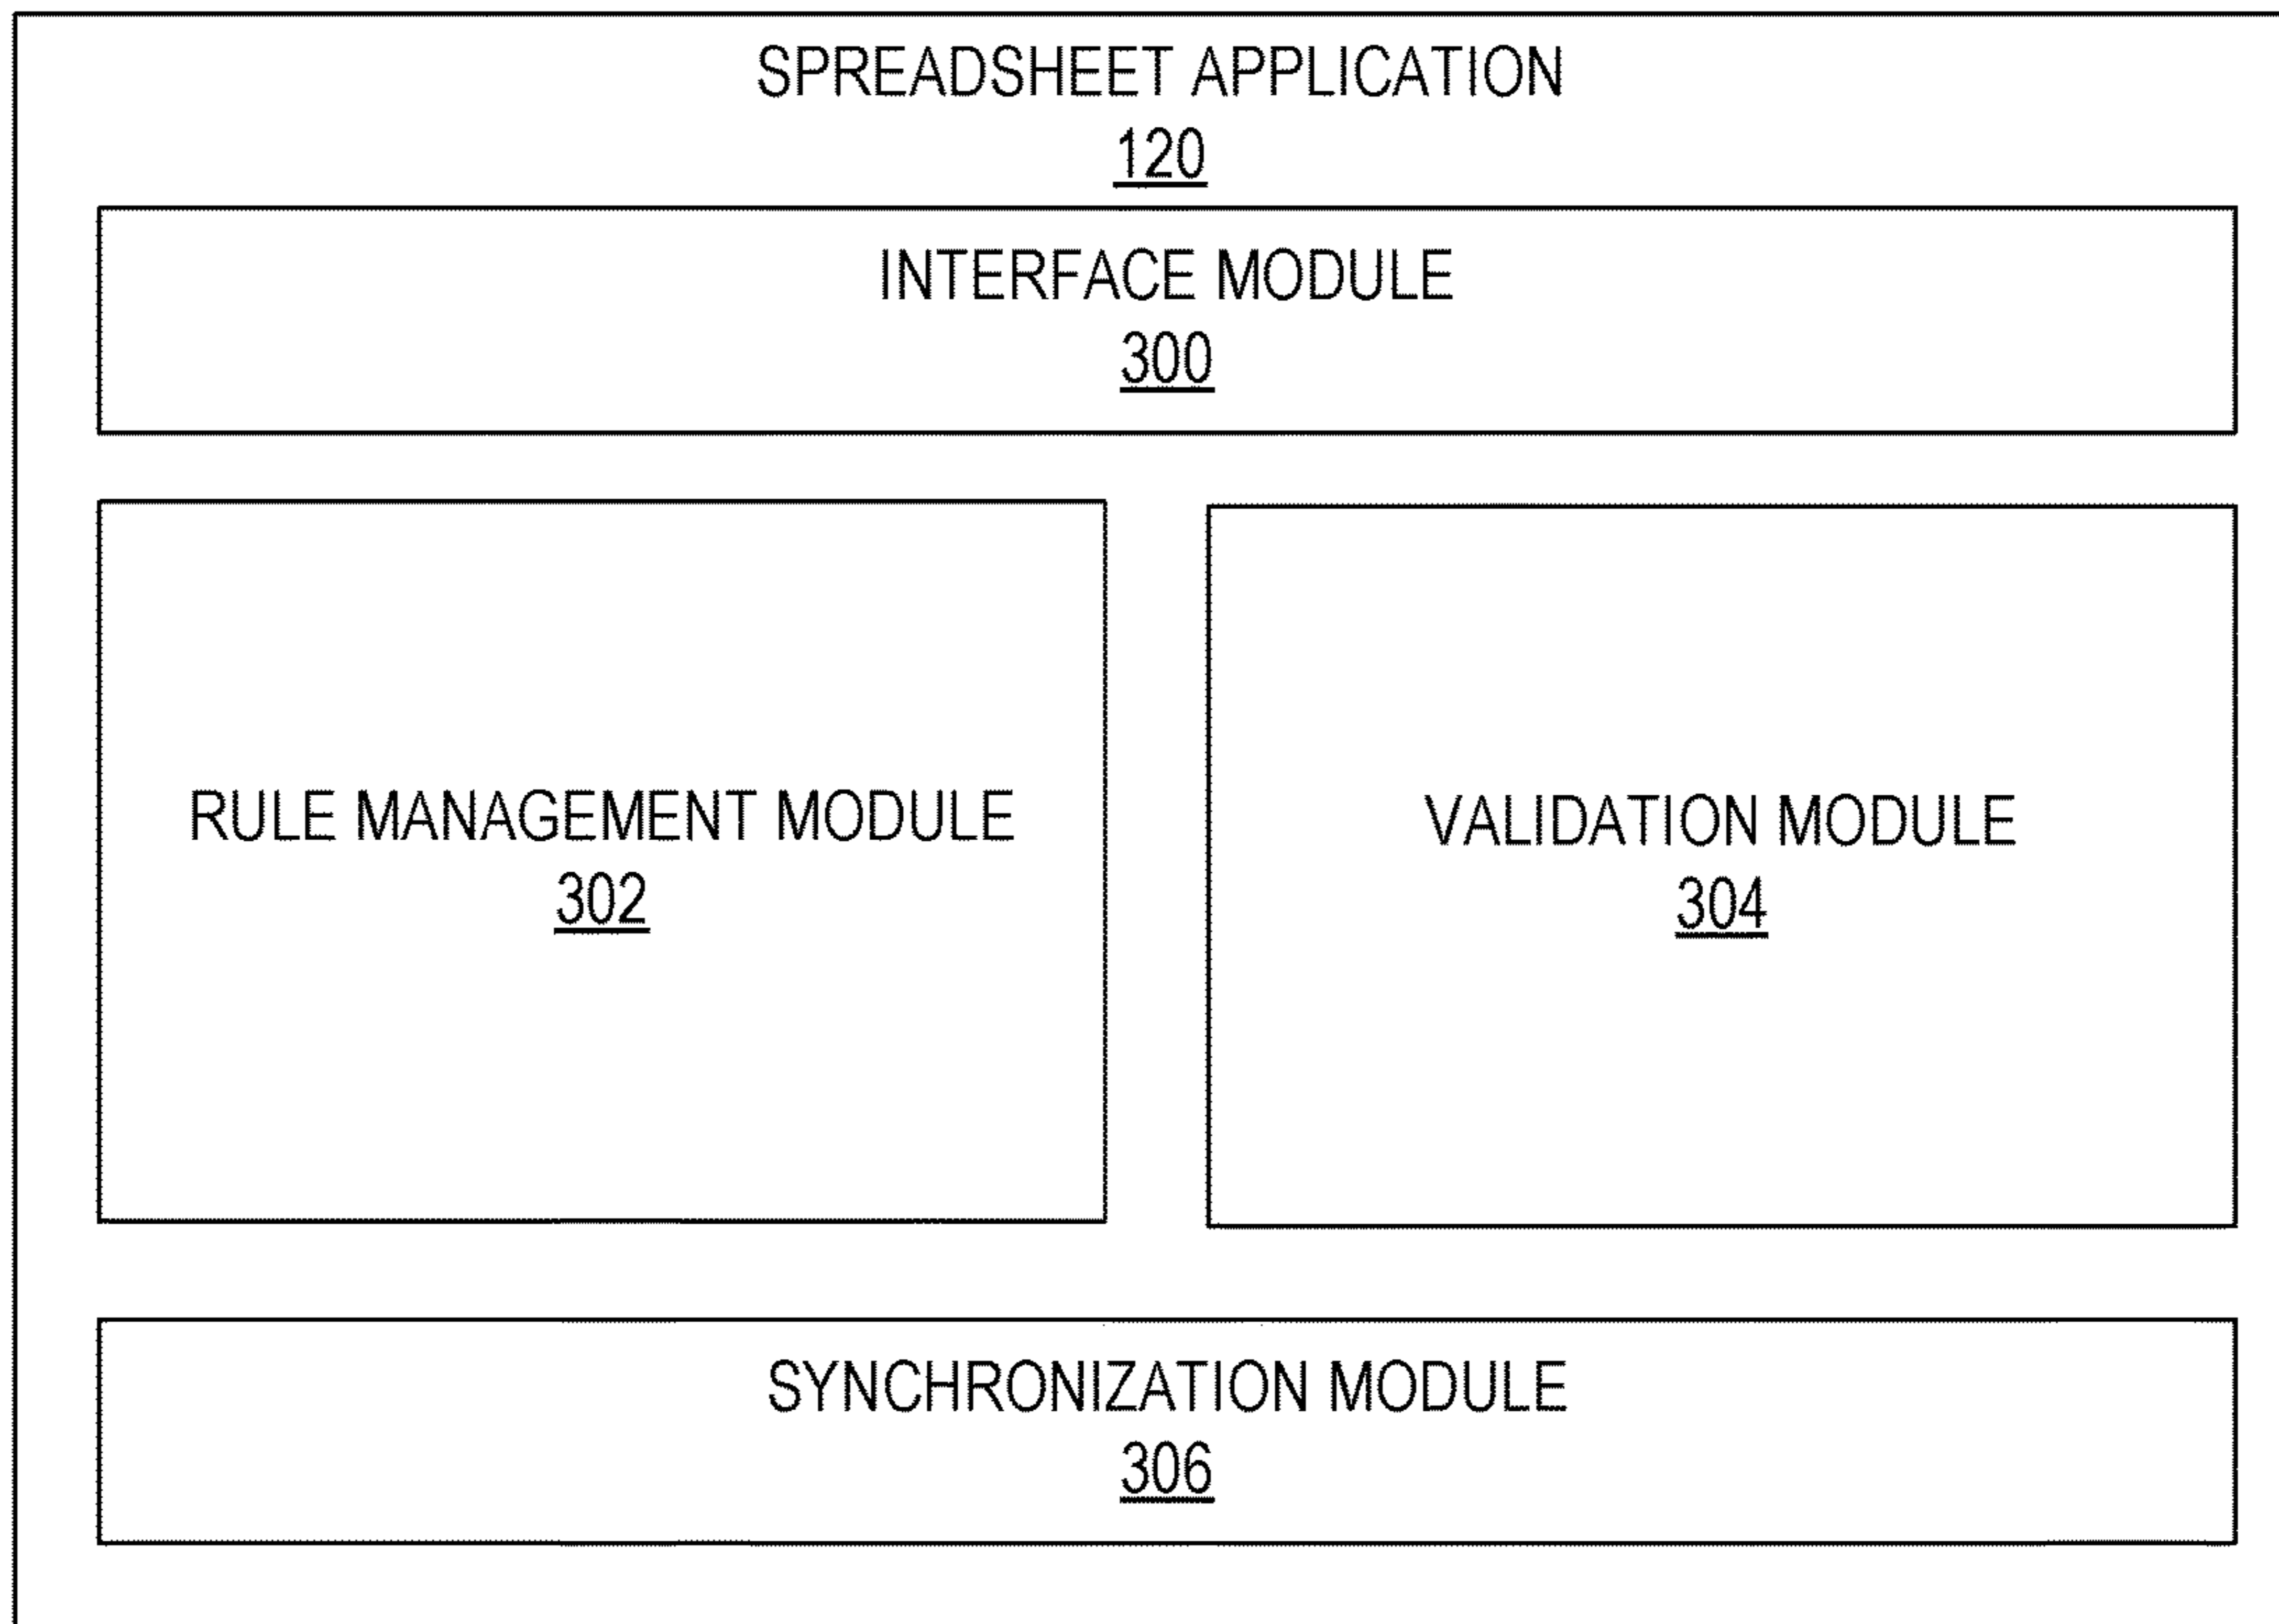 SPREADSHEET APPLICATION
120
INTERFACE MODULE
300
RULE MANAGEMENT MODULE
302
VALIDATION MODULE
304
SYNCHRONIZATION MODULE
306